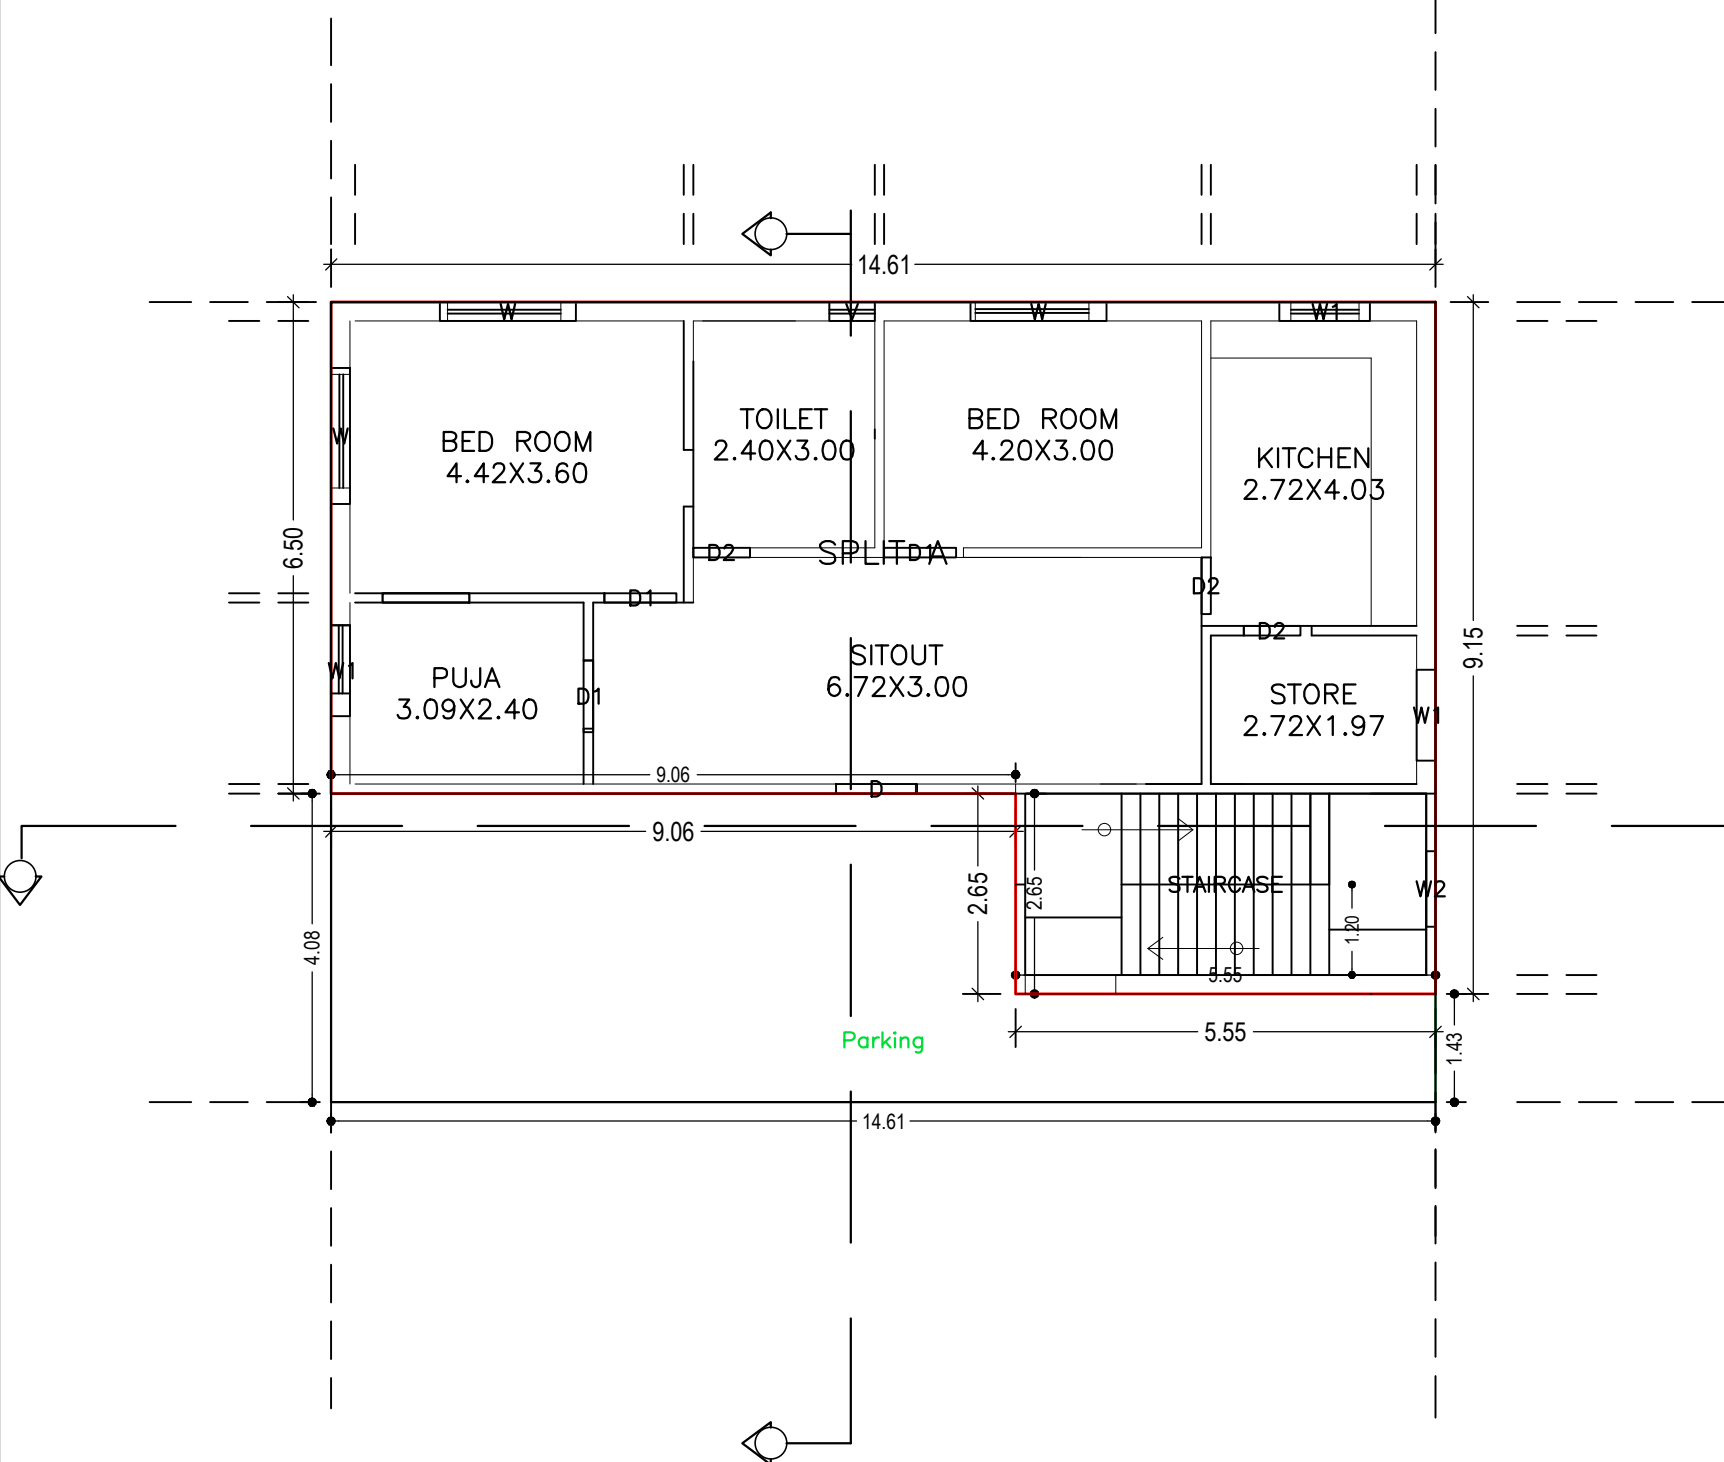 14.61
W
V
W
W1
W
BED ROOM
4.42X3.60
TOILET
2.40X3.00
BED ROOM
4.20X3.00
KITCHEN
2.72X4.03
6.50
D2
SPLIT A
D1
D2
D1
D2
9.15
W1
PUJA
3.09X2.40
D1
SITOUT
6.72X3.00
STORE
2.72X1.97
W1
9.06
D
9.06
2.65
2.65
STAIRCASE
W2
1.20
4.08
5.55
Parking
5.55
1.43
14.61